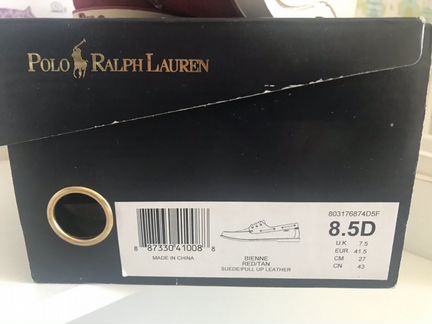 POLO RALPH LAUREN
803176874D5F
8.5D
U.K 7.5
EUR. 41.5
CM 27
CN 43
8 87330 41008 8
MADE IN CHINA
BIENNE
RED/TAN
SUEDE/PULL UP LEATHER